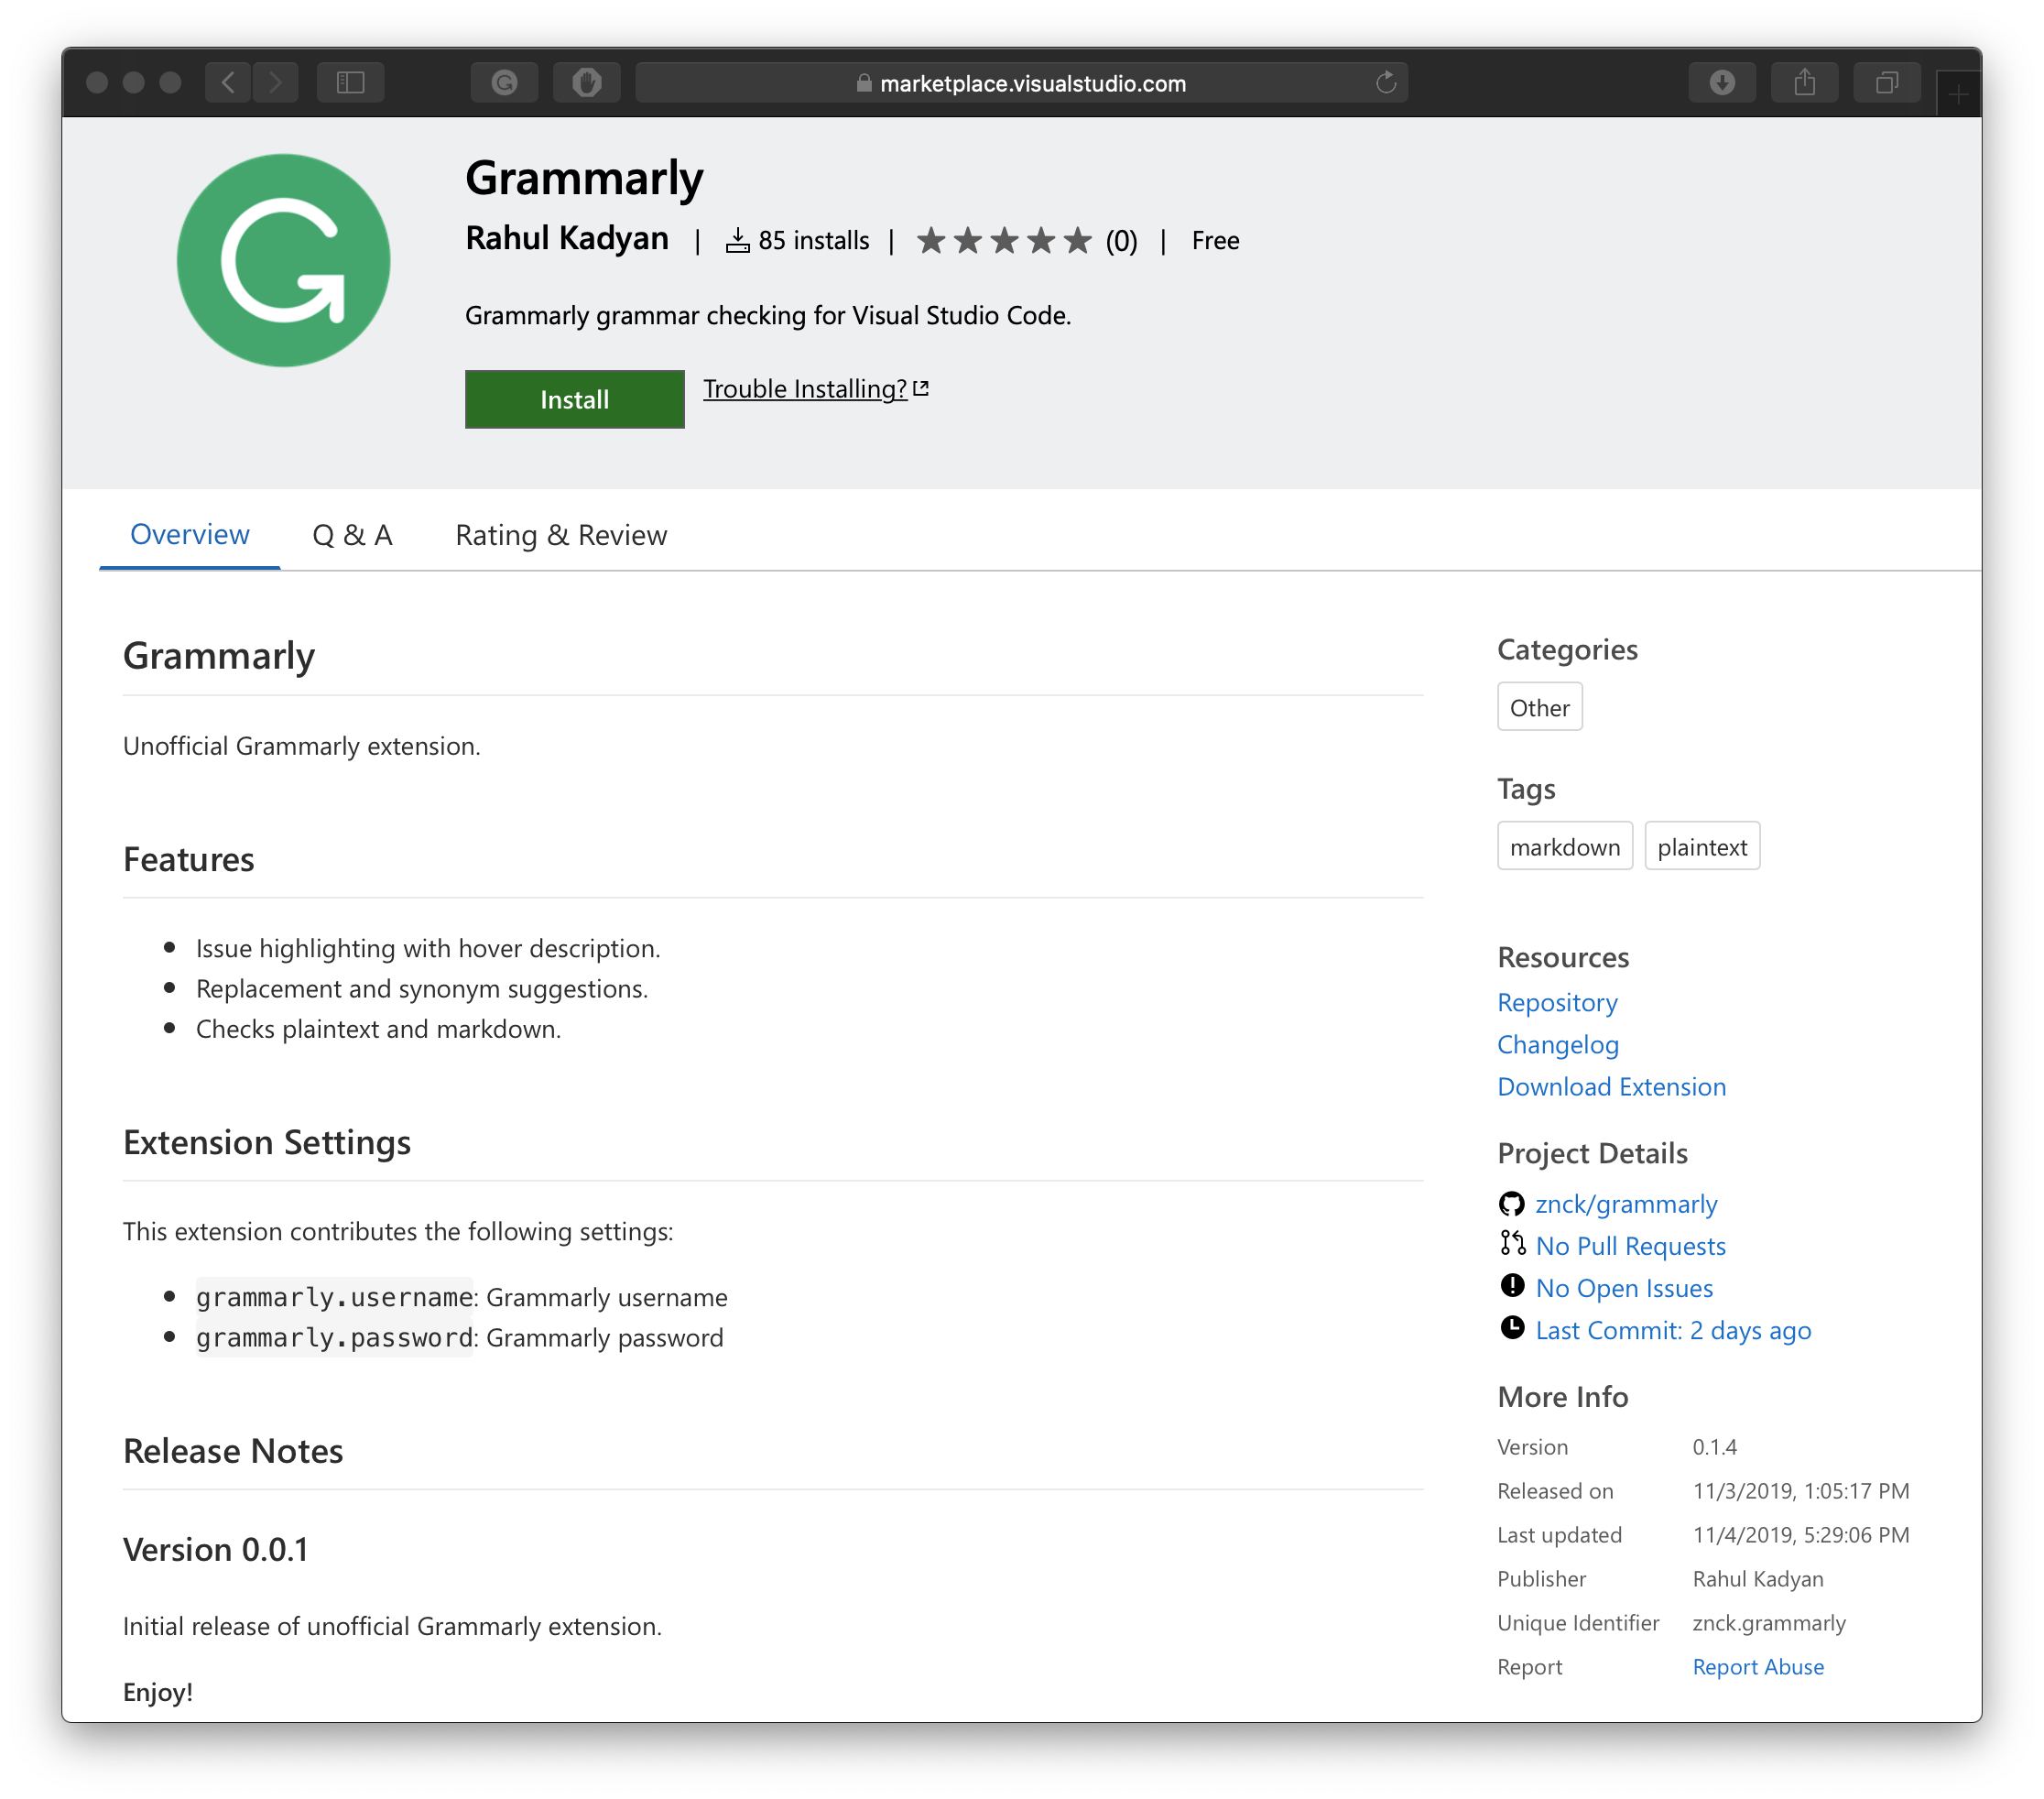 marketplace.visualstudio.com
Grammarly
Rahul Kadyan | 85 installs | (0) | Free
Grammarly grammar checking for Visual Studio Code.
Install Trouble Installing?
Overview Q & A Rating & Review
Grammarly
Unofficial Grammarly extension.
Features
Issue highlighting with hover description.
Replacement and synonym suggestions.
Checks plaintext and markdown.
Extension Settings
This extension contributes the following settings:
grammarly.username: Grammarly username
grammarly.password: Grammarly password
Release Notes
Version 0.0.1
Initial release of unofficial Grammarly extension.
Enjoy!
Categories
Other
Tags
markdown plaintext
Resources
Repository
Changelog
Download Extension
Project Details
znck/grammarly
No Pull Requests
No Open Issues
Last Commit: 2 days ago
More Info
Version 0.1.4
Released on 11/3/2019, 1:05:17 PM
Last updated 11/4/2019, 5:29:06 PM
Publisher Rahul Kadyan
Unique Identifier znck.grammarly
Report Report Abuse